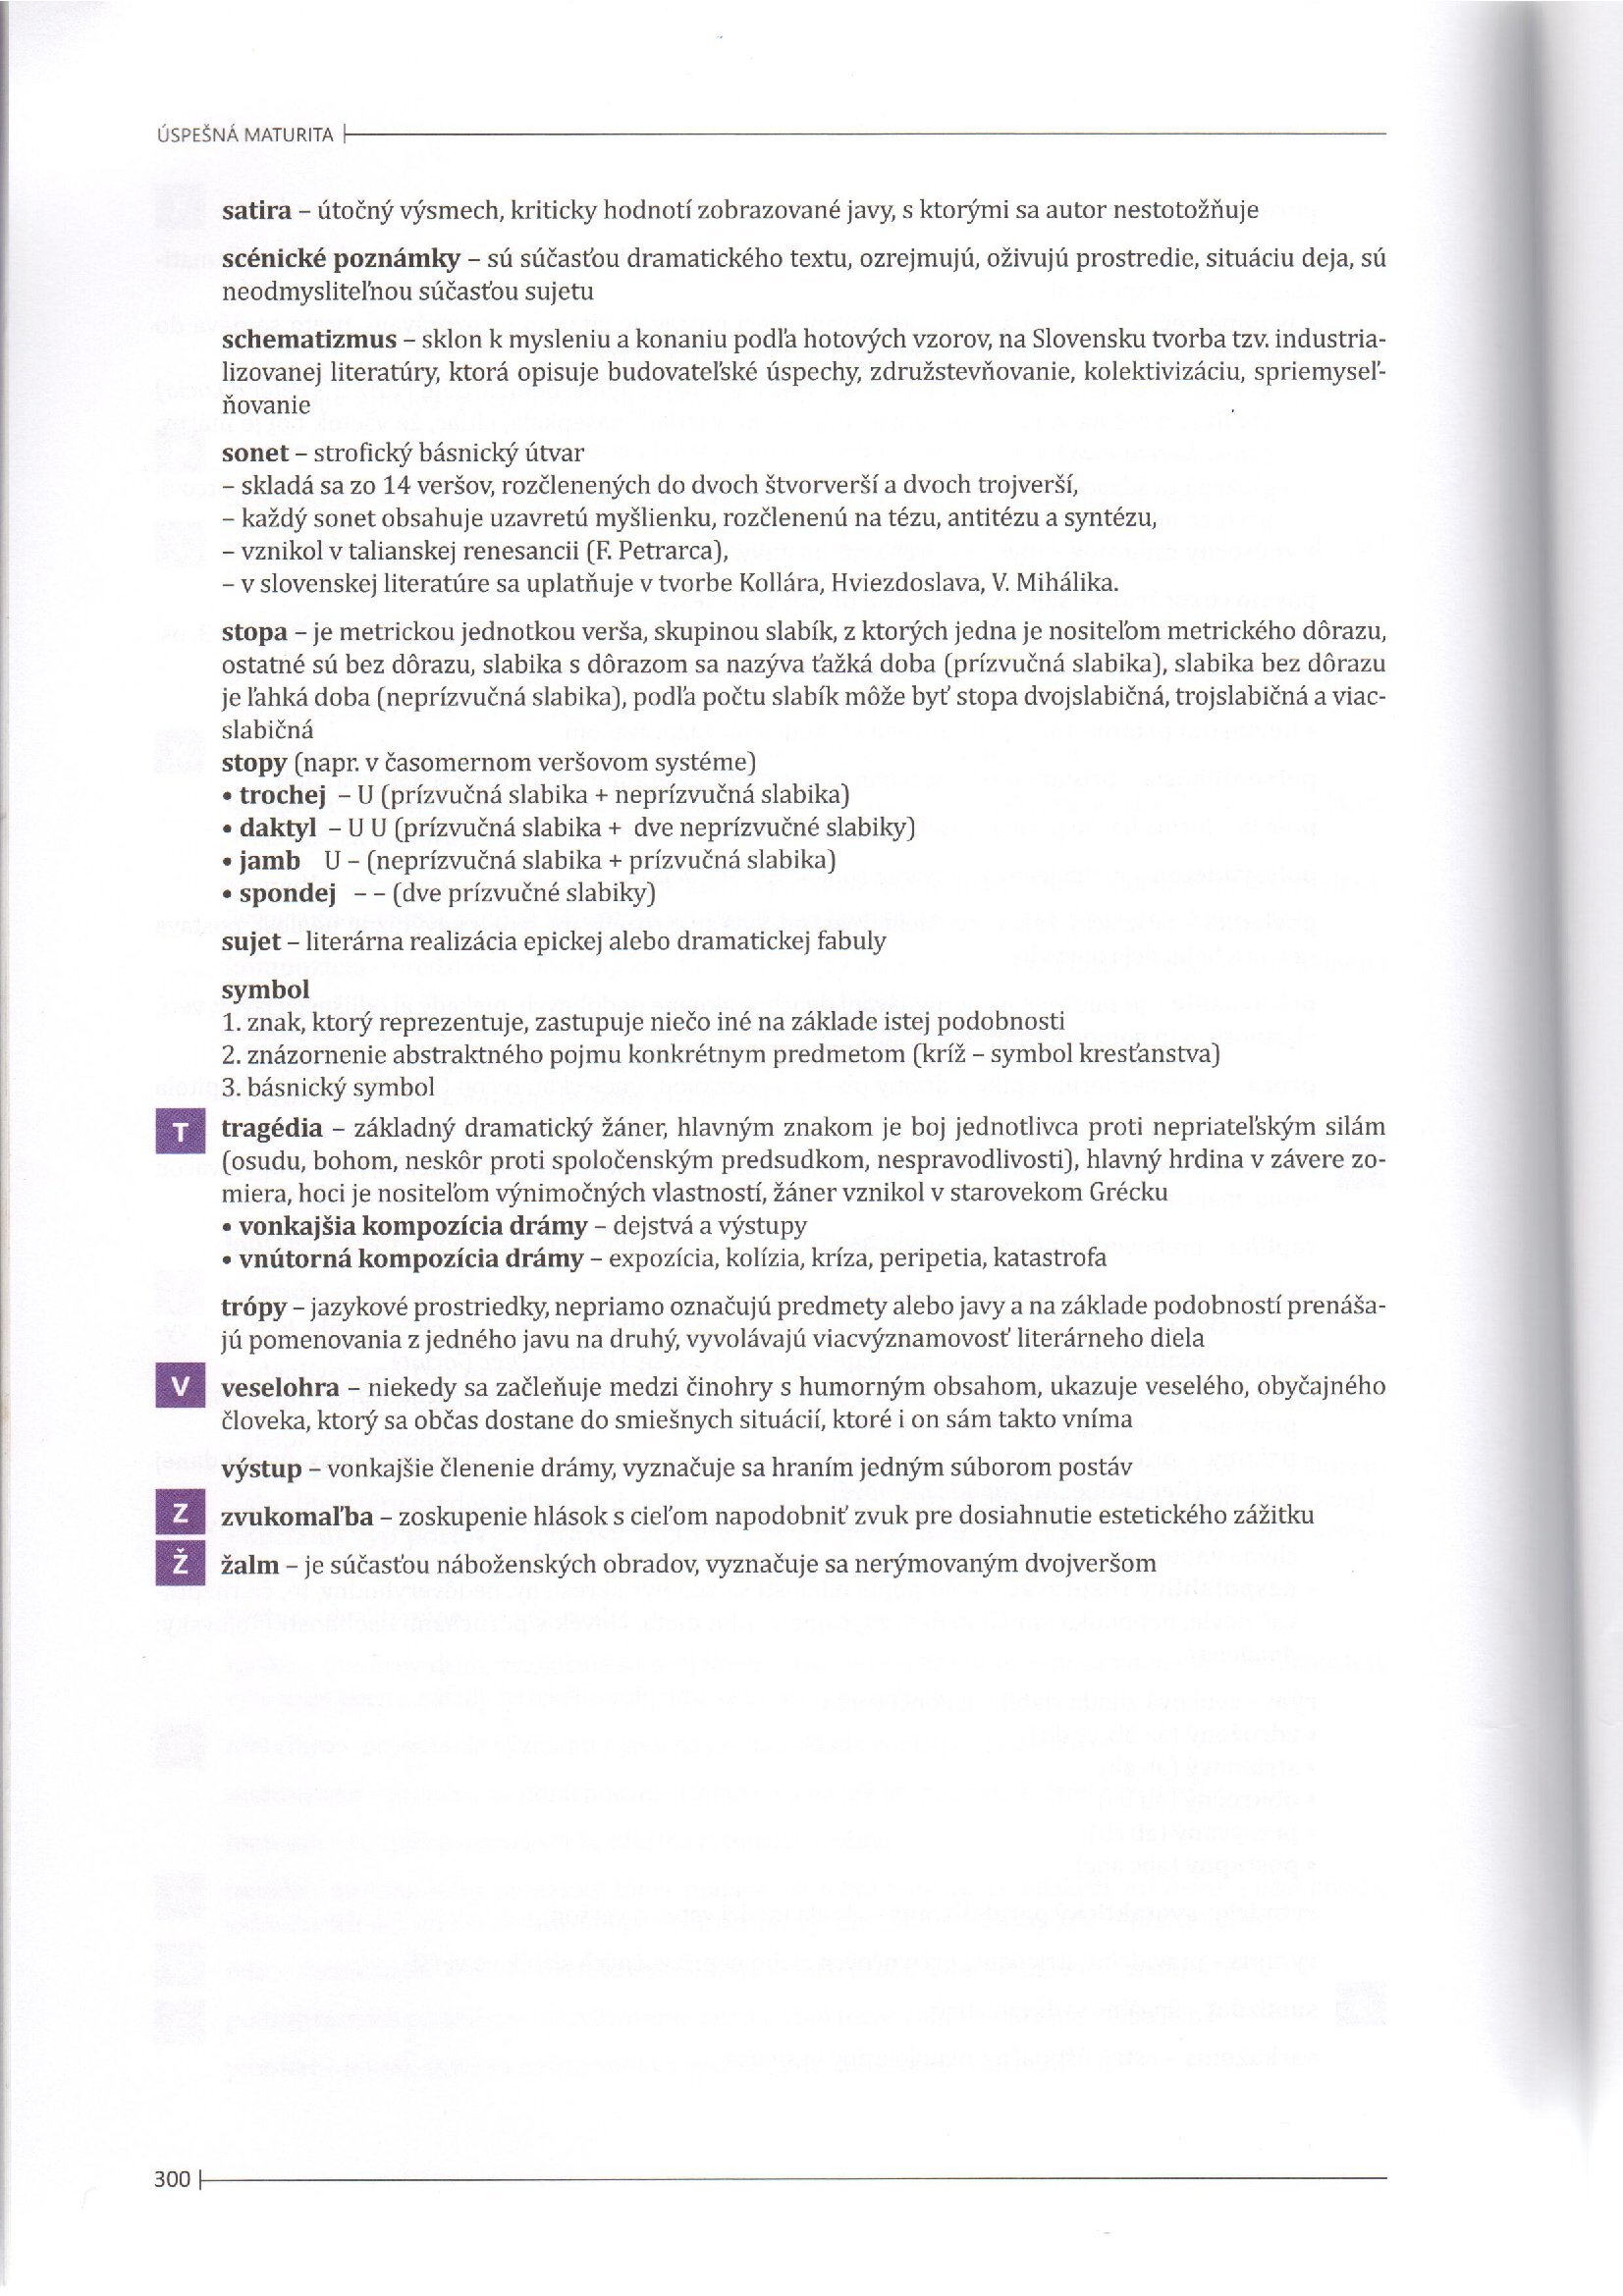 ÚSPEŠNÁ MATURITA
satira – útočný výsmech, kriticky hodnotí zobrazované javy, s ktorými sa autor nestotožňuje
scénické poznámky – sú súčasťou dramatického textu, ozrejmujú, oživujú prostredie, situáciu deja, sú
neodmysliteľnou súčasťou sujetu
schematizmus – sklon k mysleniu a konaniu podľa hotových vzorov, na Slovensku tvorba tzv. industria-
lizovanej literatúry, ktorá opisuje budovateľské úspechy, združstevňovanie, kolektivizáciu, spriemyseľ-
ňovanie
sonet – strofický básnický útvar
– skladá sa zo 14 veršov, rozčlenených do dvoch štvorverší a dvoch trojverší,
– každý sonet obsahuje uzavretú myšlienku, rozčlenenú na tézu, antitézu a syntézu,
– vznikol v talianskej renesancii (F. Petrarca),
– v slovenskej literatúre sa uplatňuje v tvorbe Kollára, Hviezdoslava, V. Mihálika.
stopa – je metrickou jednotkou verša, skupinou slabík, z ktorých jedna je nositeľom metrického dôrazu,
ostatné sú bez dôrazu, slabika s dôrazom sa nazýva ťažká doba (prízvučná slabika), slabika bez dôrazu
je ľahká doba (neprízvučná slabika), podľa počtu slabík môže byť stopa dvojslabičná, trojslabičná a viac-
slabičná
stopy (napr. v časomernom veršovom systéme)
• trochej – U (prízvučná slabika + neprízvučná slabika)
• daktyl – U U (prízvučná slabika + dve neprízvučné slabiky)
• jamb U – (neprízvučná slabika + prízvučná slabika)
• spondej – – (dve prízvučné slabiky)
sujet – literárna realizácia epickej alebo dramatickej fabuly
symbol
1. znak, ktorý reprezentuje, zastupuje niečo iné na základe istej podobnosti
2. znázornenie abstraktného pojmu konkrétnym predmetom (kríž – symbol kresťanstva)
3. básnický symbol
T tragédia – základný dramatický žáner, hlavným znakom je boj jednotlivca proti nepriateľským silám
(osudu, bohom, neskôr proti spoločenským predsudkom, nespravodlivosti), hlavný hrdina v závere zo-
miera, hoci je nositeľom výnimočných vlastností, žáner vznikol v starovekom Grécku
• vonkajšia kompozícia drámy – dejstvá a výstupy
• vnútorná kompozícia drámy – expozícia, kolízia, kríza, peripetia, katastrofa
trópy – jazykové prostriedky, nepriamo označujú predmety alebo javy a na základe podobností prenáša-
jú pomenovania z jedného javu na druhý, vyvolávajú viacvýznamovosť literárneho diela
V veselohra – niekedy sa začleňuje medzi činohry s humorným obsahom, ukazuje veselého, obyčajného
človeka, ktorý sa občas dostane do smiešnych situácií, ktoré i on sám takto vníma
výstup – vonkajšie členenie drámy, vyznačuje sa hraním jedným súborom postáv
Z zvukomaľba – zoskupenie hlások s cieľom napodobniť zvuk pre dosiahnutie estetického zážitku
Ž žalm – je súčasťou náboženských obradov, vyznačuje sa nerýmovaným dvojveršom
300